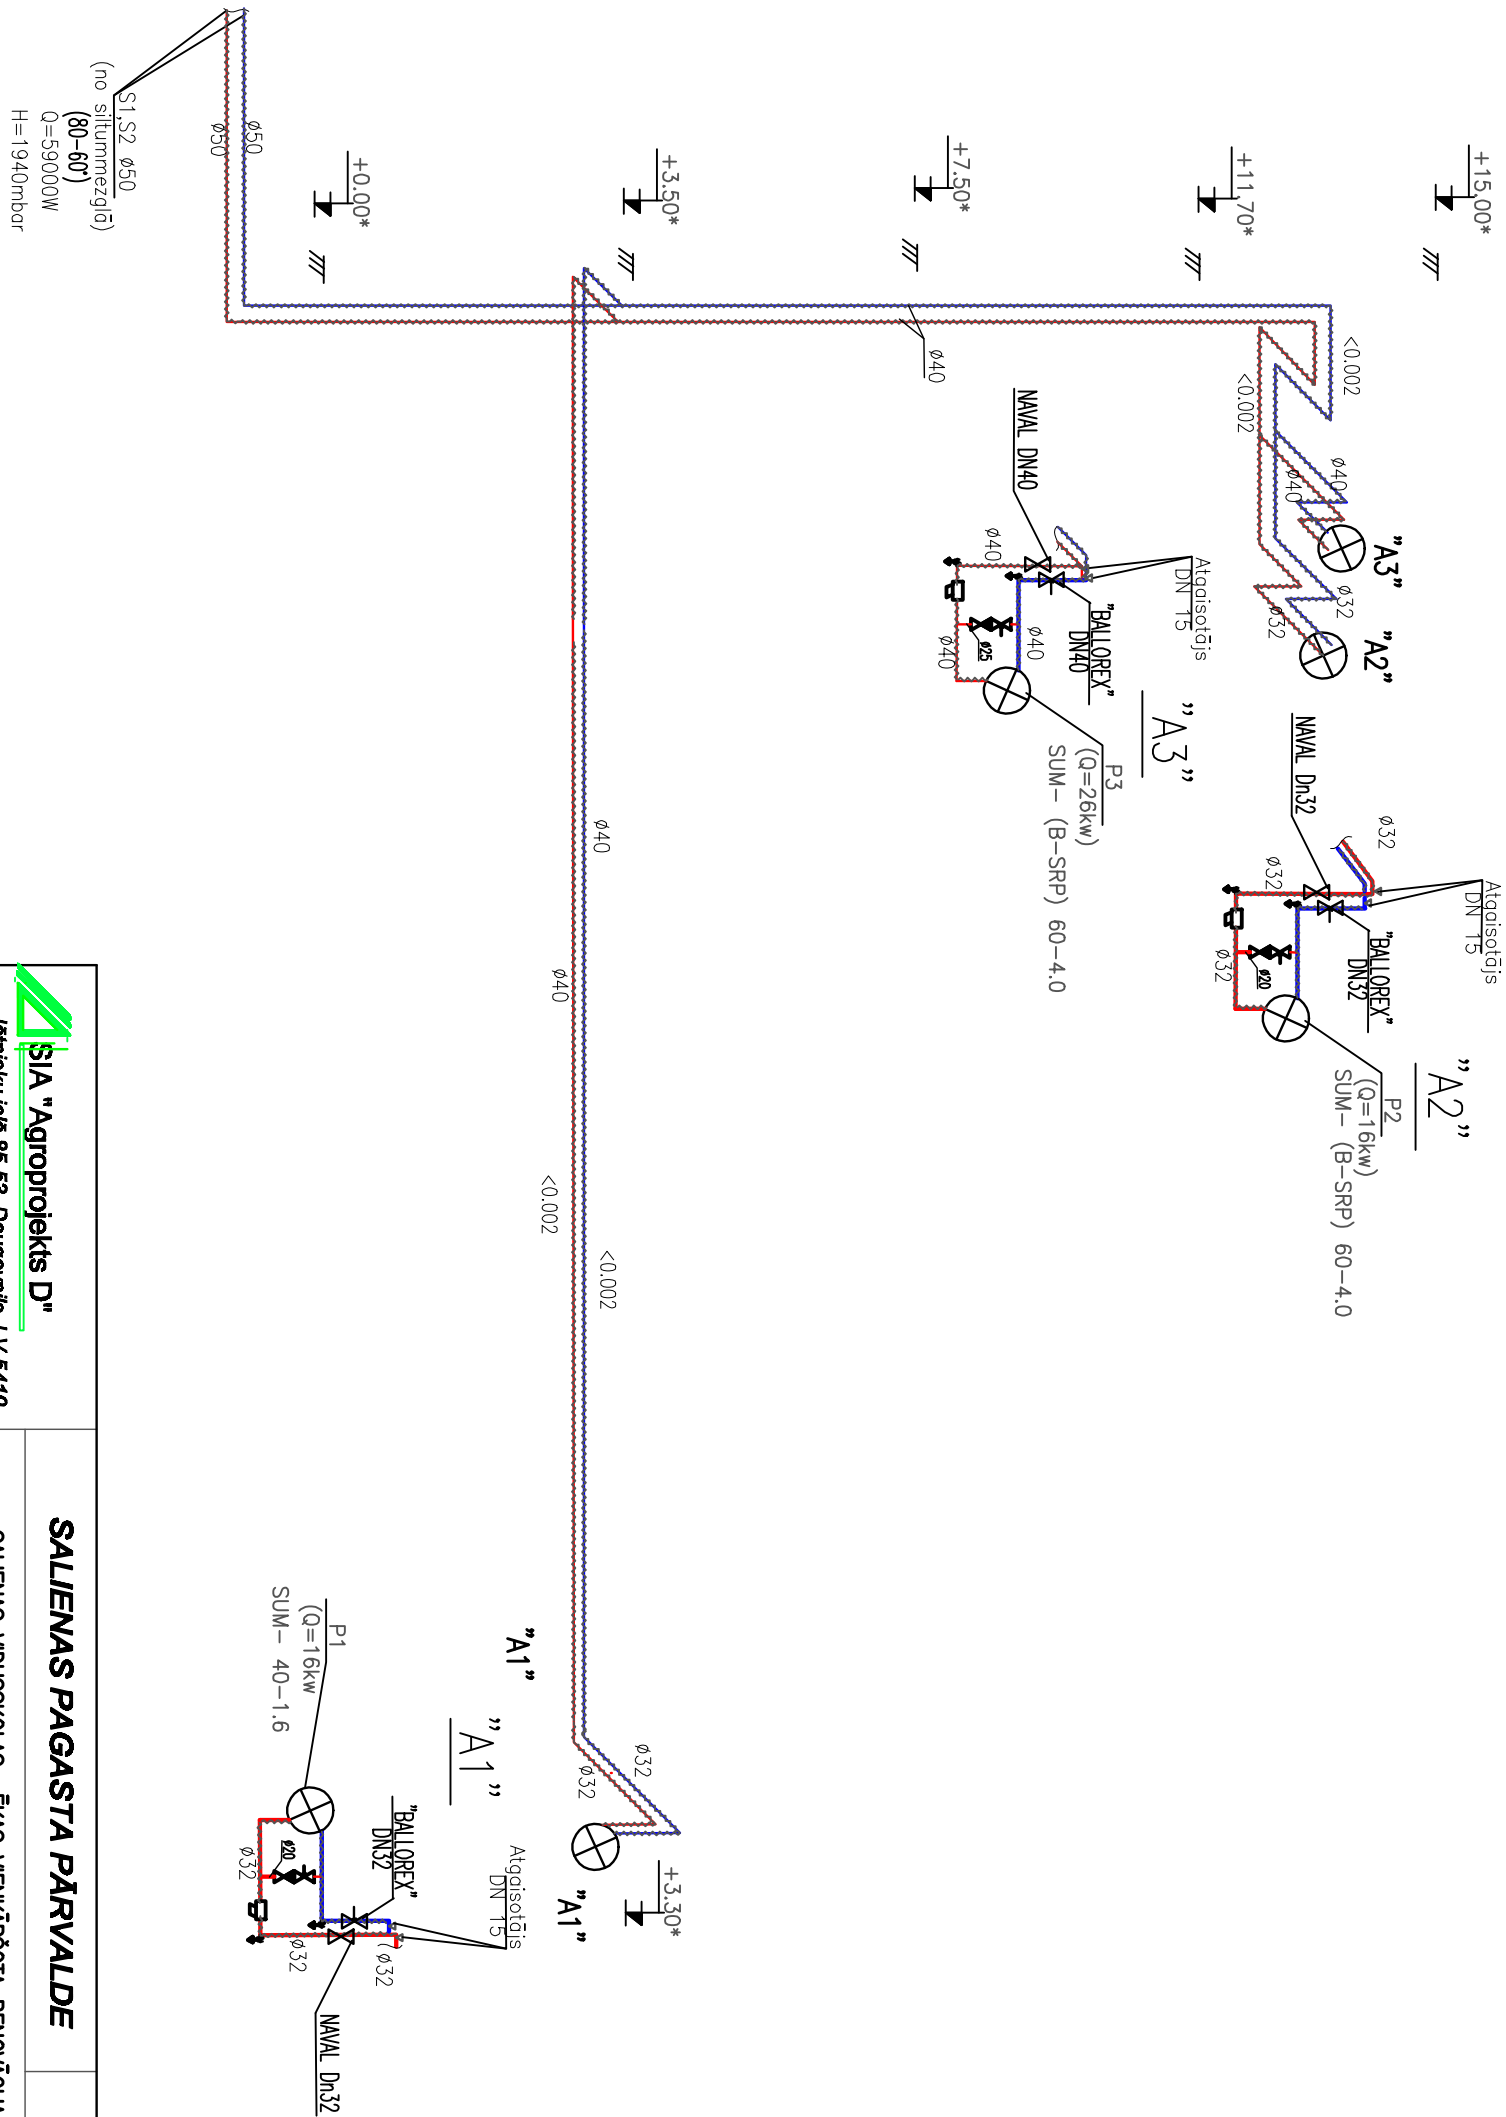 +15,00*
+11,70*
+7.50*
+3.50*
+0.00*
S1,S2 ø50
(no siltummezglā)
(80-60°)
Q=59000W
H=1940mbar
ø50
ø50
ø40
<0.002
<0.002
ø40
ø40
"A3"
ø32
ø32
"A2"
NAVAL DN40
Atgaisotājs
DN 15
ø40
"BALLOREX"
DN40
ø40
ø25
ø40
"A3"
P3
(Q=26kw)
SUM- (B-SRP) 60-4.0
NAVAL Dn32
ø32
Atgaisotājs
DN 15
ø32
"BALLOREX"
DN32
ø20
ø32
"A2"
P2
(Q=16kw)
SUM- (B-SRP) 60-4.0
ø40
ø40
<0.002
<0.002
"A1"
ø32
ø32
"A1"
+3.30*
"A1"
P1
(Q=16kw
SUM- 40-1.6
"BALLOREX"
DN32
Atgaisotājs
DN 15
ø20
ø32
ø32
ø32
NAVAL Dn32
SIA "Agroprojekts D"
SALIENAS PAGASTA PĀRVALDE